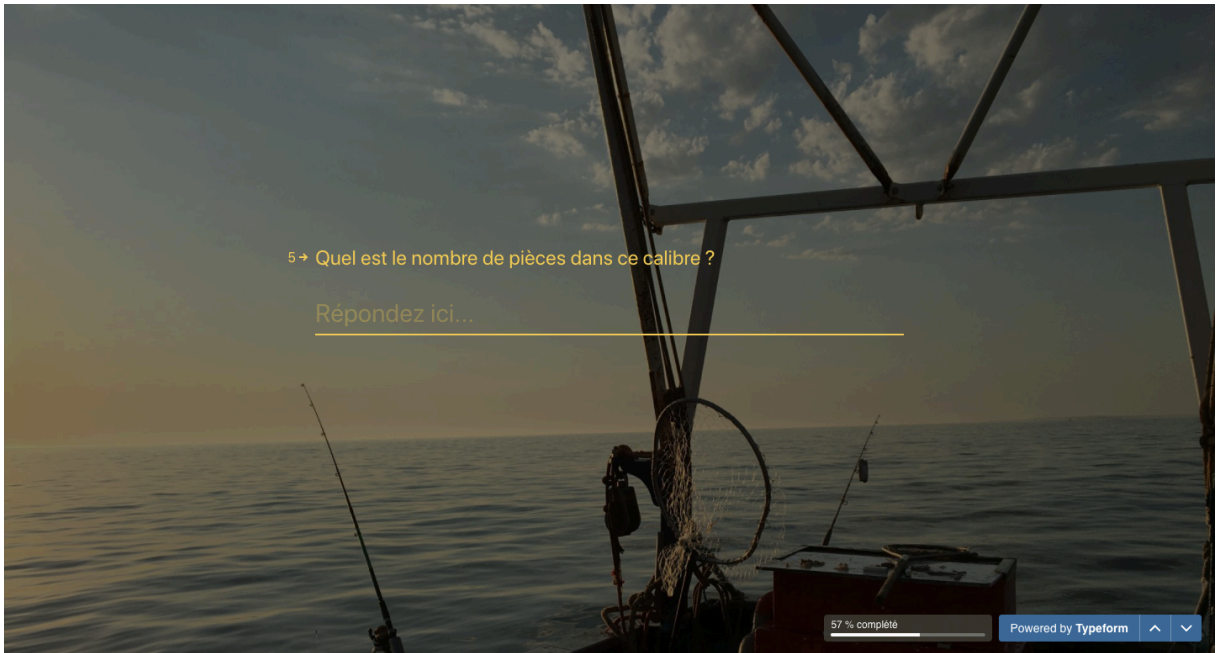 5→ Quel est le nombre de pièces dans ce calibre ?
Répondez ici...
57 % complété
Powered by Typeform